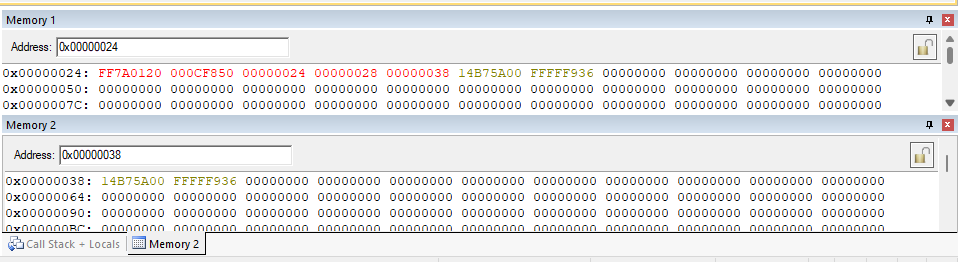 Memory 1
Address: 0x00000024
0x00000024: FF7A0120 000CF850 00000024 00000028 00000038 14B75A00 FFFFF936 00000000 00000000 00000000 00000000
0x00000050: 00000000 00000000 00000000 00000000 00000000 00000000 00000000 00000000 00000000 00000000 00000000
0x0000007C: 00000000 00000000 00000000 00000000 00000000 00000000 00000000 00000000 00000000 00000000 00000000
Memory 2
Address: 0x00000038
0x00000038: 14B75A00 FFFFF936 00000000 00000000 00000000 00000000 00000000 00000000 00000000 00000000 00000000
0x00000064: 00000000 00000000 00000000 00000000 00000000 00000000 00000000 00000000 00000000 00000000 00000000
0x00000090: 00000000 00000000 00000000 00000000 00000000 00000000 00000000 00000000 00000000 00000000 00000000
0x000000BC: 00000000 00000000 00000000 00000000 00000000 00000000 00000000 00000000 00000000 00000000 00000000
Call Stack + Locals Memory 2